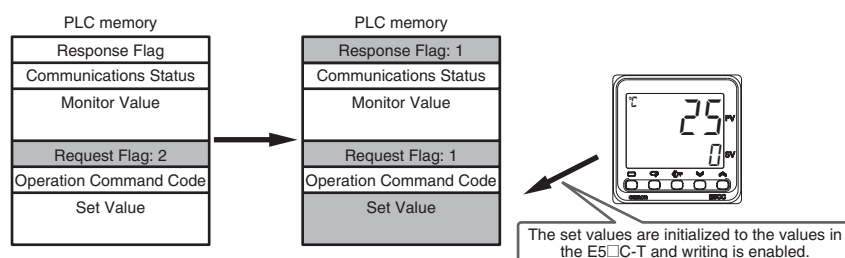 PLC memory
Response Flag
Communications Status
Monitor Value
Request Flag: 2
Operation Command Code
Set Value
PLC memory
Response Flag: 1
Communications Status
Monitor Value
Request Flag: 1
Operation Command Code
Set Value
℃
25 PV
0 SV
omron
The set values are initialized to the values in
the E5□C-T and writing is enabled.